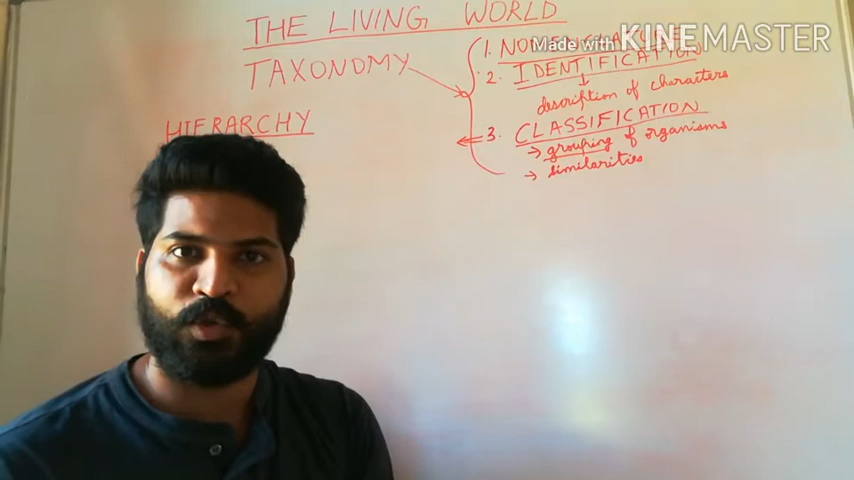 THE LIVING WORLD
TAXONOMY
HIERARCHY
1. NOMENCLATURE
2. IDENTIFICATION
description of characters
3. CLASSIFICATION
→ grouping of organisms
→ similarities
Made with KINEMASTER